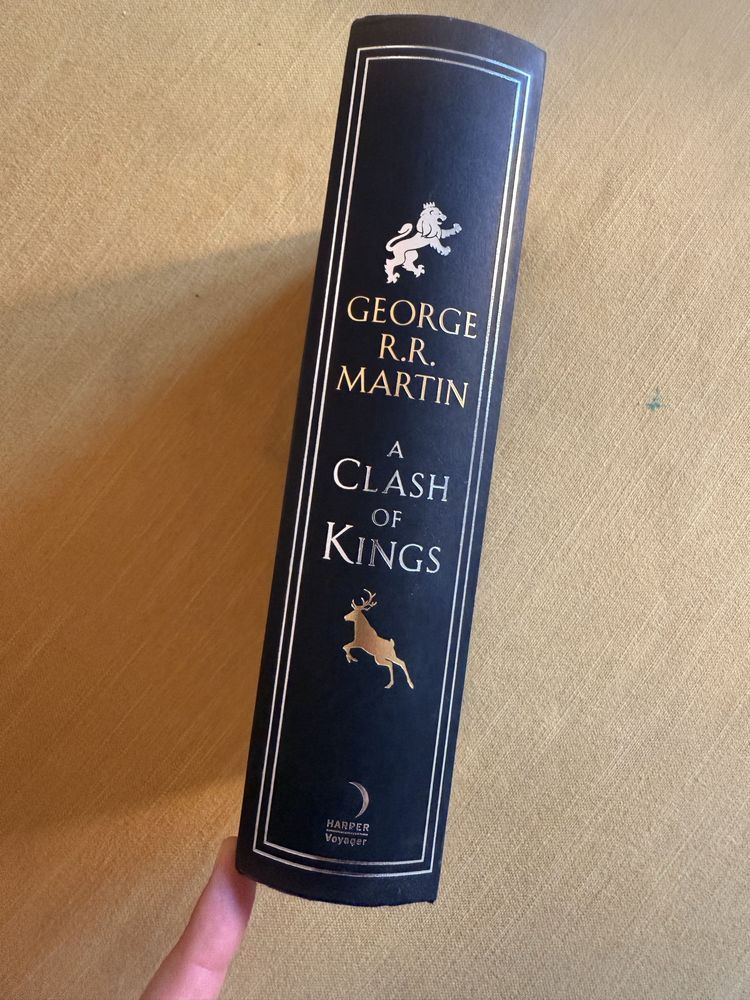 GEORGE
R.R.
MARTIN
A
CLASH
OF
KINGS
HARPER
Voyager